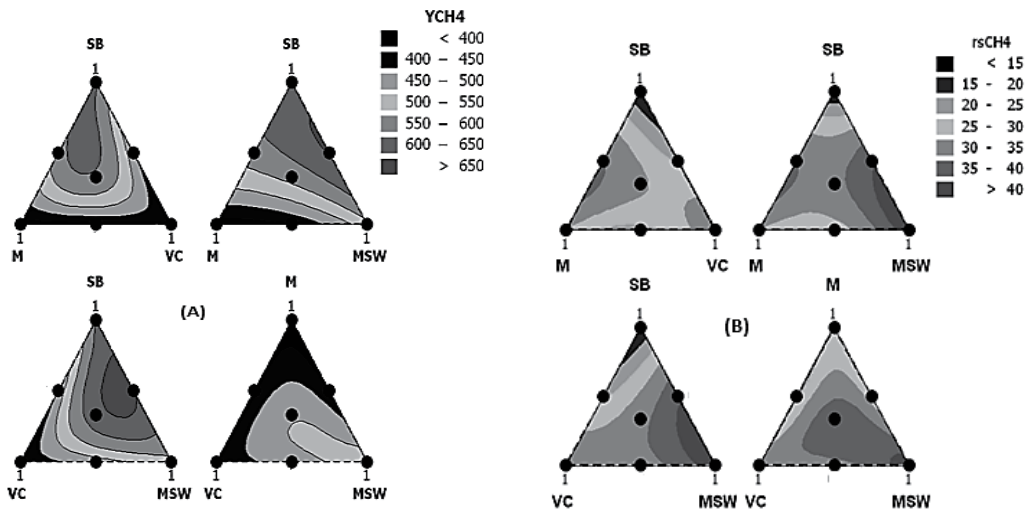 YCH4
< 400
400 – 450
450 – 500
500 – 550
550 – 600
600 – 650
> 650
SB
1
1
M
1
VC
SB
1
1
M
1
MSW
SB
1
1
VC
1
MSW
M
1
1
VC
1
MSW
(A)
rsCH4
< 15
15 - 20
20 - 25
25 - 30
30 - 35
35 - 40
> 40
SB
1
1
M
1
VC
SB
1
1
M
1
MSW
SB
1
1
VC
1
MSW
M
1
1
VC
1
MSW
(B)